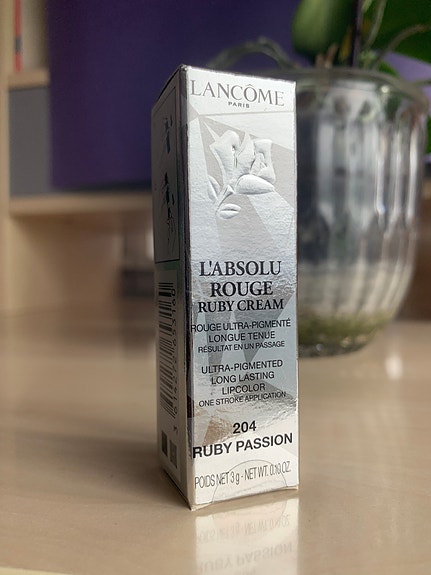 LANCÔME
PARIS
L'ABSOLU
ROUGE
RUBY CREAM
ROUGE ULTRA-PIGMENTÉ
LONGUE TENUE
RÉSULTAT EN UN PASSAGE
ULTRA-PIGMENTED
LONG LASTING
LIPCOLOR
ONE STROKE APPLICATION
204
RUBY PASSION
POIDS NET 3 g - NET WT. 0.10 OZ.